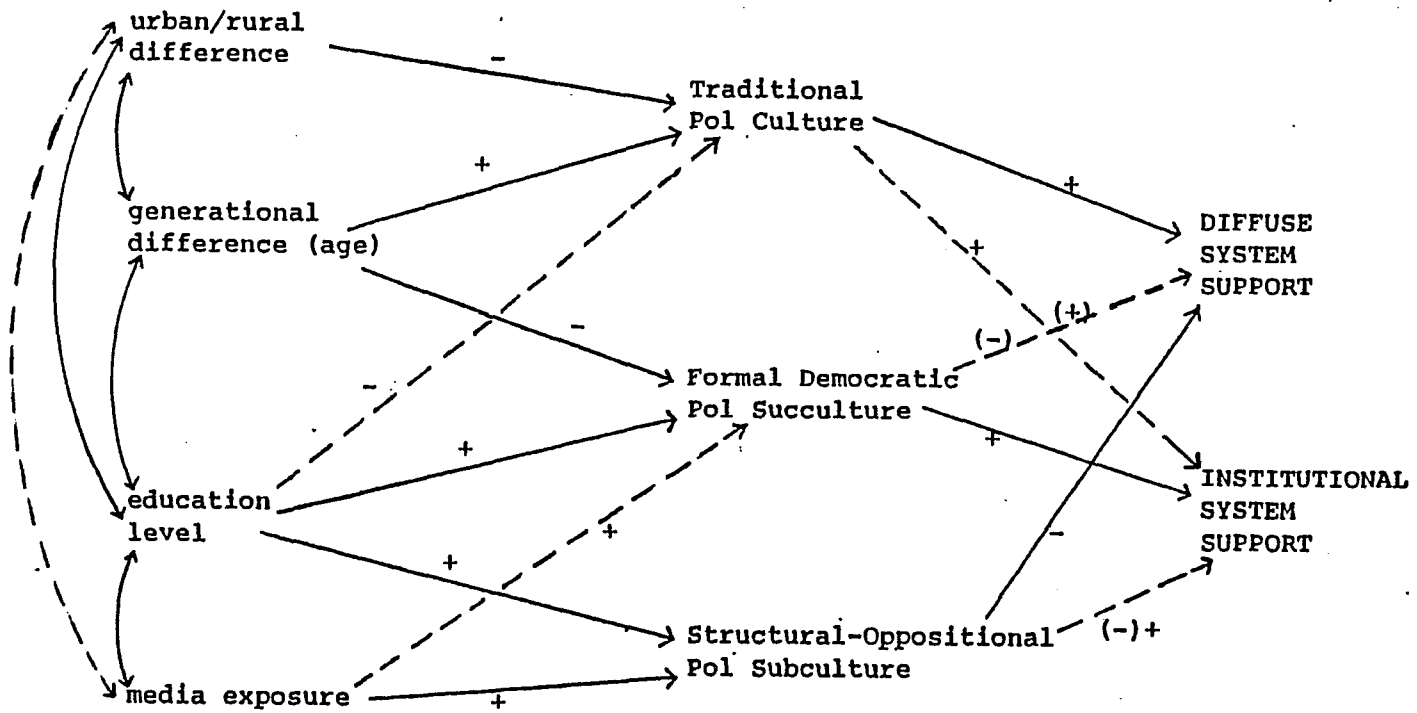 urban/rural
difference
-
Traditional
Pol Culture
+
+
generational
difference (age)
DIFFUSE
SYSTEM
SUPPORT
+
-
(-) (+)
-
Formal Democratic
Pol Succulture
+
+
education
level
INSTITUTIONAL
SYSTEM
SUPPORT
+
-
+
Structural-Oppositional
Pol Subculture
(-)+
media exposure
+